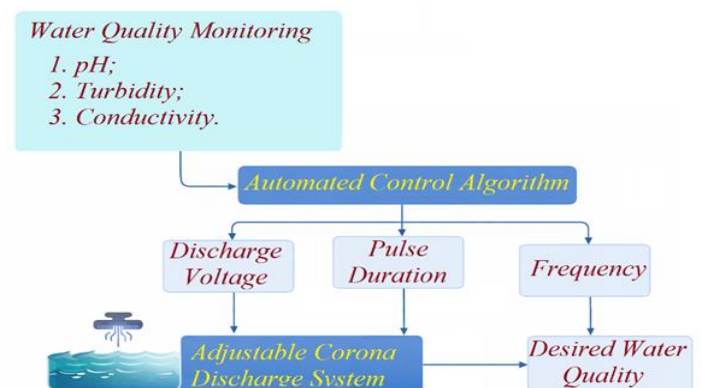 Water Quality Monitoring
1. pH;
2. Turbidity;
3. Conductivity.
Automated Control Algorithm
Discharge
Voltage
Pulse
Duration
Frequency
Adjustable Corona
Discharge System
Desired Water
Quality